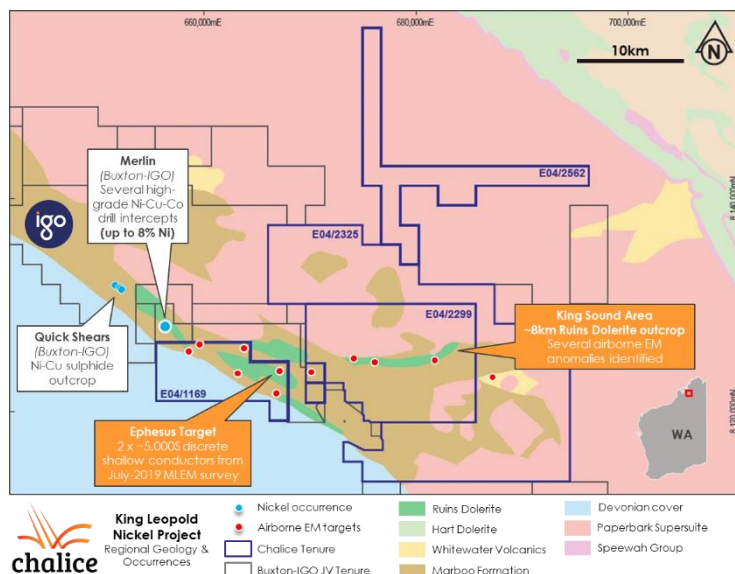 660,000mE
680,000mE
700,000mE
10km
N
Merlin
(Buxton-IGO)
Several high-
grade Ni-Cu-Co
drill intercepts
(up to 8% Ni)
igo
E04/2562
8,140,000mN
E04/2325
E04/2299
King Sound Area
~8km Ruins Dolerite outcrop
Several airborne EM
anomalies identified
Quick Shears
(Buxton-IGO)
Ni-Cu sulphide
outcrop
E04/1169
Ephesus Target
2 x ~5,000S discrete
shallow conductors from
July-2019 MLEM survey
WA
8,120,000mN
chalice
King Leopold
Nickel Project
Regional Geology &
Occurrences
Nickel occurrence
Airborne EM targets
Chalice Tenure
Buxton-IGO JV Tenure
Ruins Dolerite
Hart Dolerite
Whitewater Volcanics
Marboo Formation
Devonian cover
Paperbark Supersuite
Speewah Group